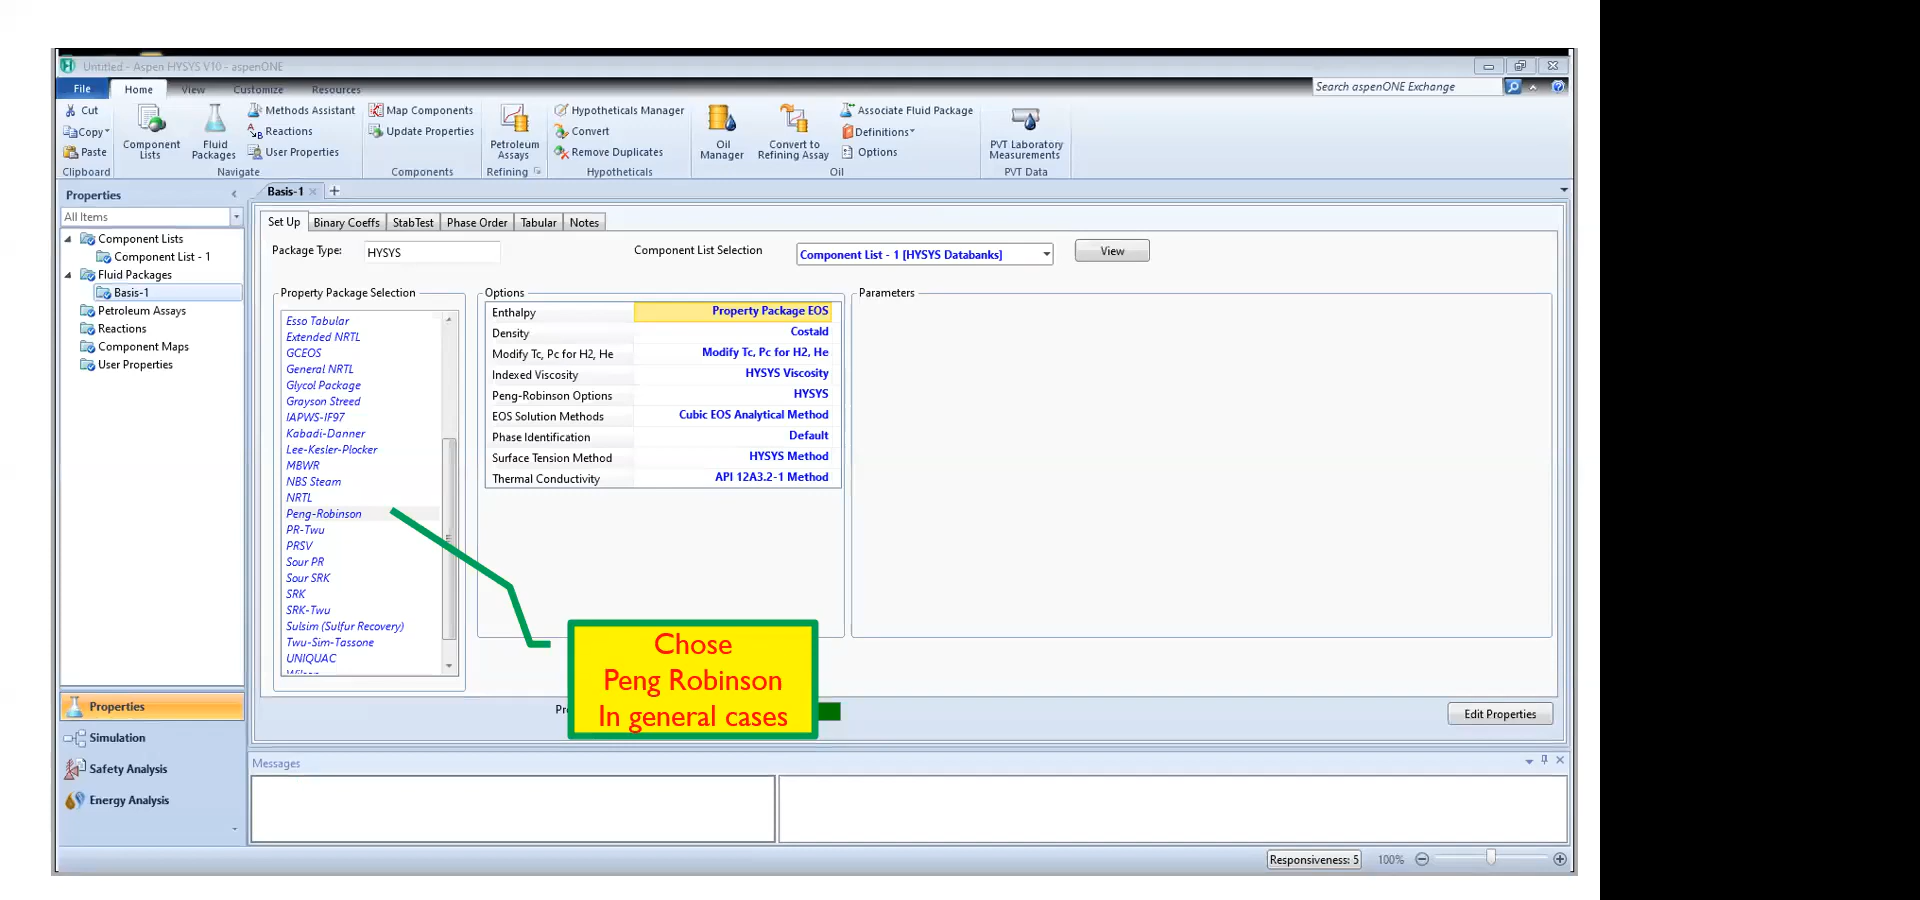 Untitled - Aspen HYSYS V10 - aspenONE
File Home View Customize Resources
Search aspenONE Exchange
Cut
Copy
Paste
Clipboard
Component Lists
Fluid Packages
Methods Assistant
Reactions
User Properties
Navigate
Map Components
Update Properties
Components
Petroleum Assays
Refining
Hypotheticals Manager
Convert
Remove Duplicates
Hypotheticals
Oil Manager
Convert to Refining Assay
Associate Fluid Package
Definitions
Options
Oil
PVT Laboratory Measurements
PVT Data
Properties
All Items
Component Lists
Component List - 1
Fluid Packages
Basis-1
Petroleum Assays
Reactions
Component Maps
User Properties
Properties
Simulation
Safety Analysis
Energy Analysis
Basis-1
Set Up Binary Coeffs StabTest Phase Order Tabular Notes
Package Type: HYSYS
Component List Selection Component List - 1 [HYSYS Databanks] View
Property Package Selection
Esso Tabular
Extended NRTL
GCEOS
General NRTL
Glycol Package
Grayson Streed
IAPWS-IF97
Kabadi-Danner
Lee-Kesler-Plocker
MBWR
NBS Steam
NRTL
Peng-Robinson
PR-Twu
PRSV
Sour PR
Sour SRK
SRK
SRK-Twu
Sulsim (Sulfur Recovery)
Twu-Sim-Tassone
UNIQUAC
Options
Enthalpy Property Package EOS
Density Costald
Modify Tc, Pc for H2, He Modify Tc, Pc for H2, He
Indexed Viscosity HYSYS Viscosity
Peng-Robinson Options HYSYS
EOS Solution Methods Cubic EOS Analytical Method
Phase Identification Default
Surface Tension Method HYSYS Method
Thermal Conductivity API 12A3.2-1 Method
Parameters
Chose
Peng Robinson
In general cases
Edit Properties
Messages
Responsiveness: 5 100%